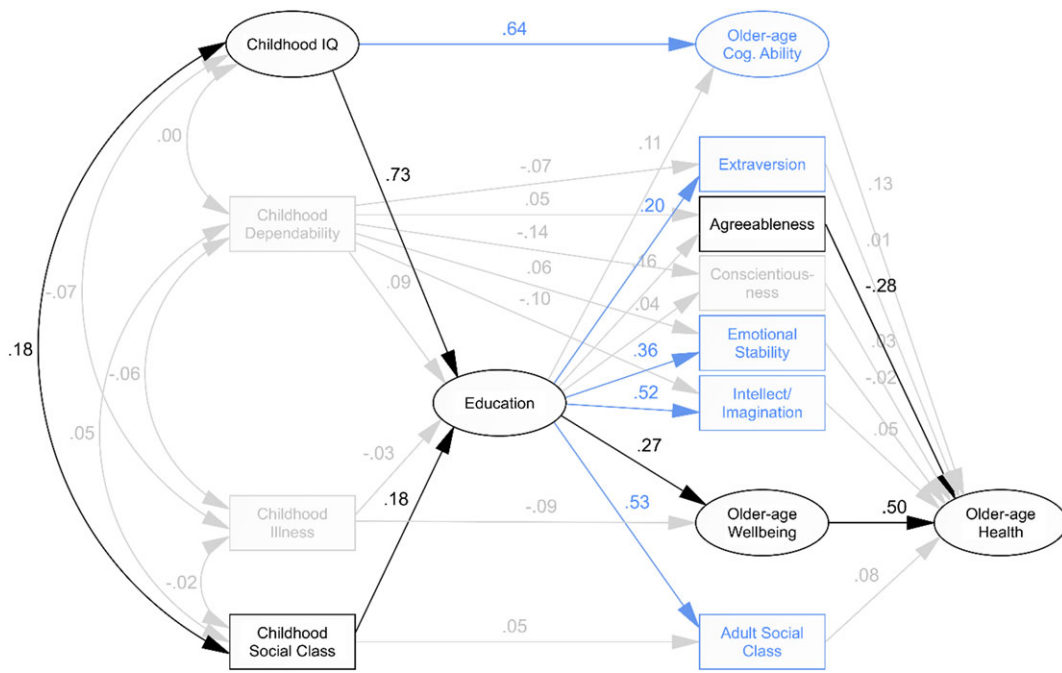 Childhood IQ
.64
Older-age
Cog. Ability
.00
.73
-.07
.11
Extraversion
.13
.05
.20
Childhood
Dependability
-.14
Agreeableness
.01
.06
.16
Conscientious-
ness
-.28
-.07
.09
-.10
.04
.18
.36
Emotional
Stability
.03
-.06
-.02
Education
.52
Intellect/
Imagination
.05
.05
-.03
.27
.18
.53
Childhood
Illness
-.09
Older-age
Wellbeing
.50
Older-age
Health
-.02
.08
Childhood
Social Class
.05
Adult Social
Class